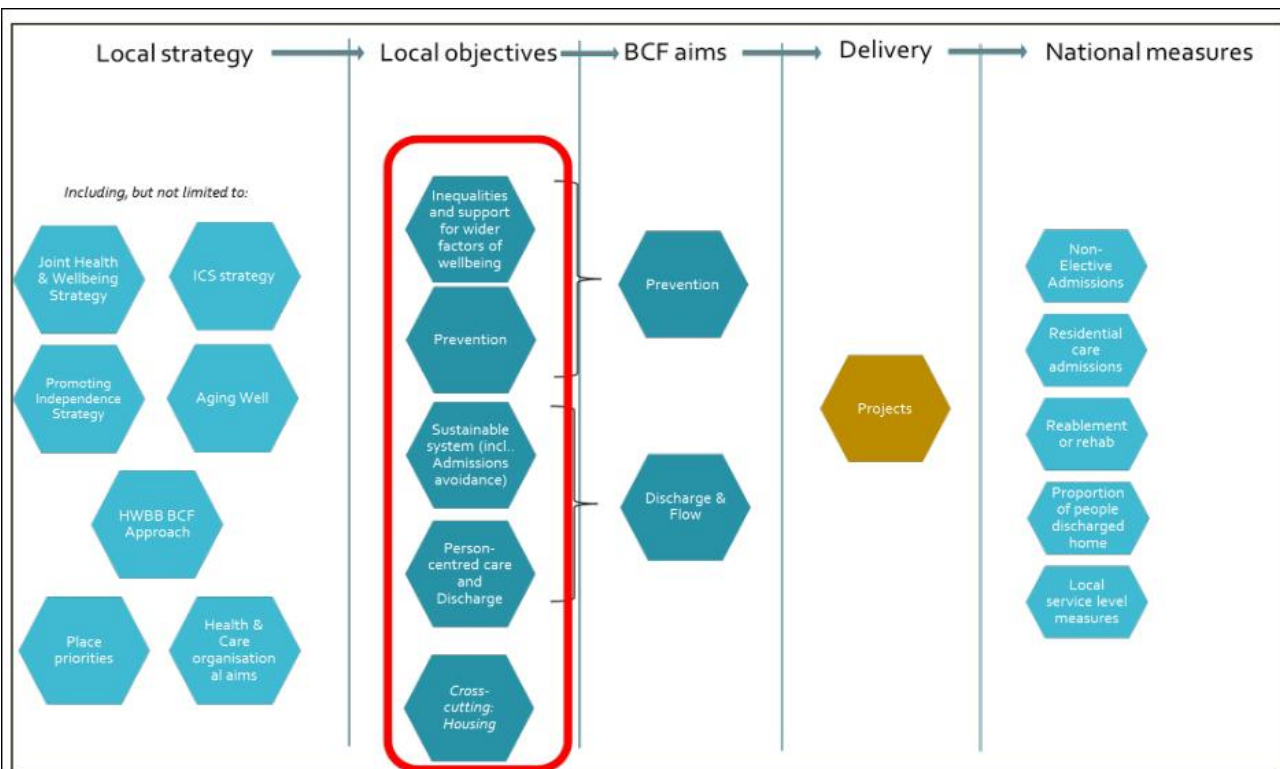 Local strategy
Local objectives
BCF aims
Delivery
National measures
Including, but not limited to:
Joint Health
& Wellbeing
Strategy
ICS strategy
Promoting
Independence
Strategy
Aging Well
HWBB BCF
Approach
Place
priorities
Health &
Care
organisation
al aims
Inequalities
and support
for wider
factors of
wellbeing
Prevention
Sustainable
system (incl..
Admissions
avoidance)
Person-
centred care
and
Discharge
Cross-
cutting:
Housing
Prevention
Discharge &
Flow
Projects
Non-
Elective
Admissions
Residential
care
admissions
Reablement
or rehab
Proportion
of people
discharged
home
Local
service level
measures